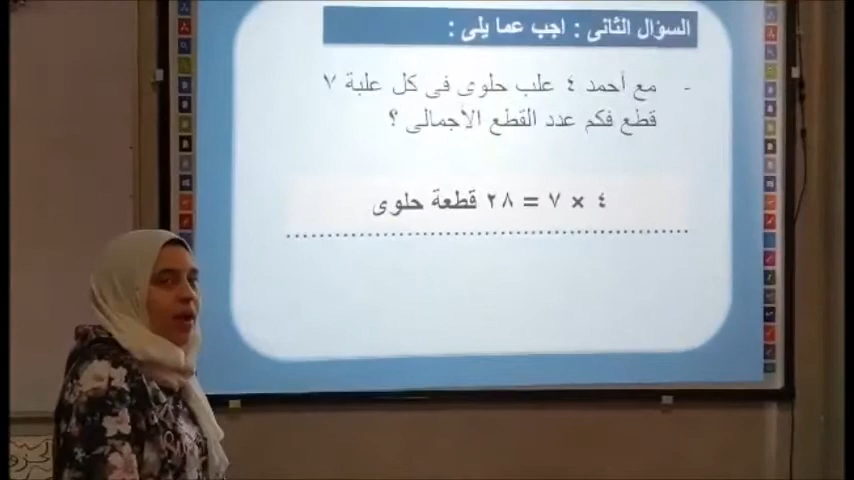 السؤال الثانى : اجب عما يلى :
- مع أحمد ٤ علب حلوى فى كل علبة ٧
قطع فكم عدد القطع الأجمالى ؟
٤ × ٧ = ٢٨ قطعة حلوى